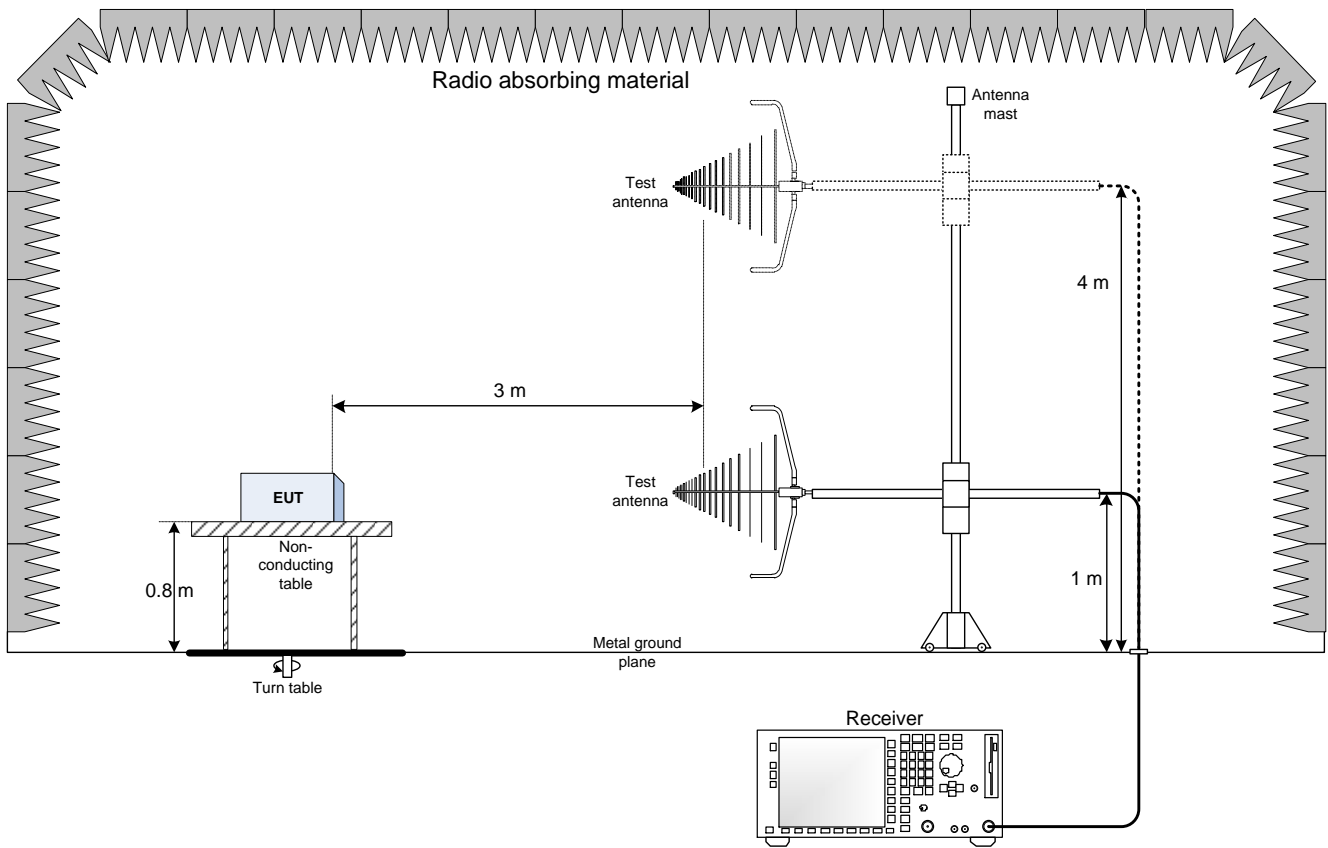 Radio absorbing material
Antenna
mast
Test
antenna
4 m
3 m
Test
antenna
EUT
Non-
conducting
table
0.8 m
1 m
Metal ground
plane
Turn table
Receiver